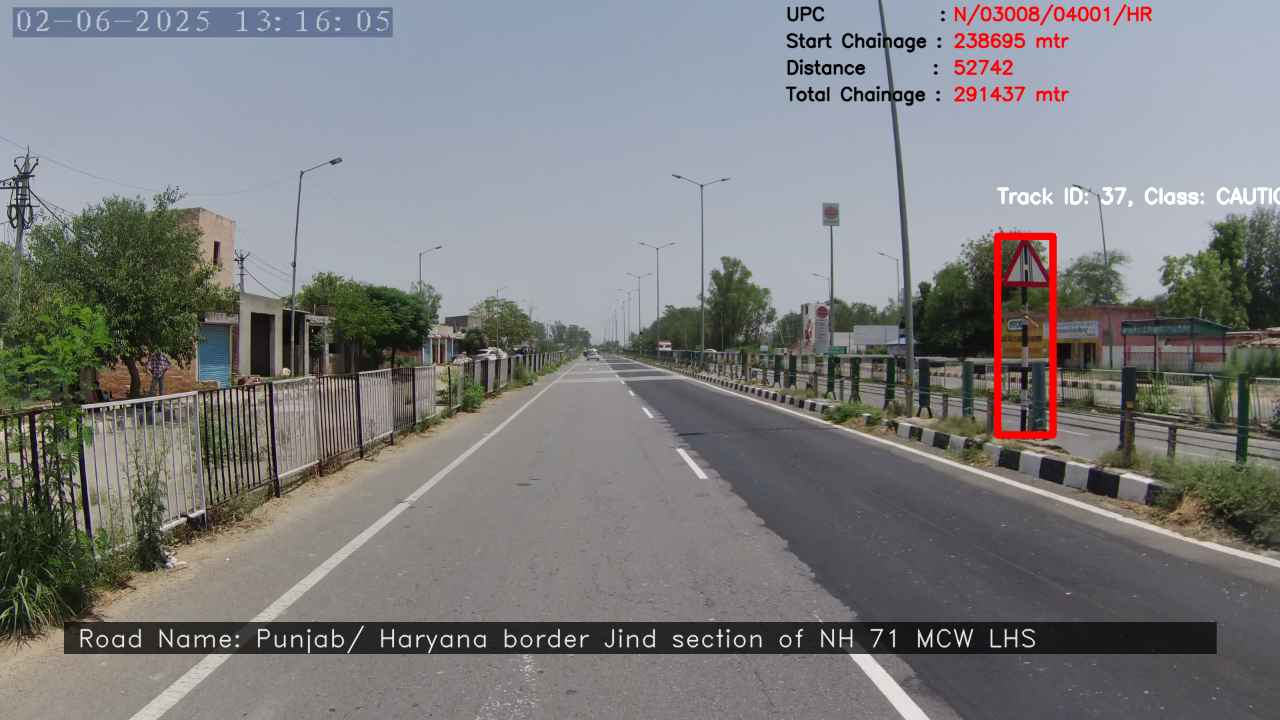 02-06-2025 13:16:05
UPC : N/03008/04001/HR
Start Chainage : 238695 mtr
Distance : 52742
Total Chainage : 291437 mtr
Track ID: 37, Class: CAUTIO
Road Name: Punjab/ Haryana border Jind section of NH 71 MCW LHS